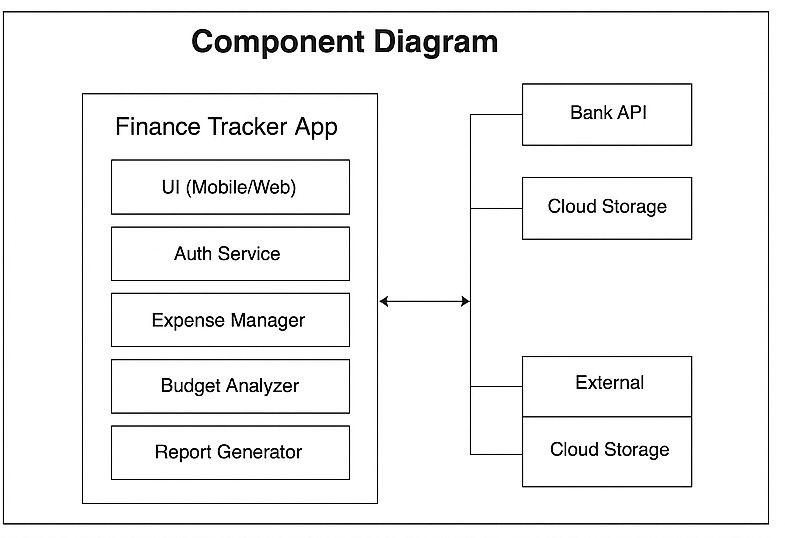 Component Diagram
Finance Tracker App
UI (Mobile/Web)
Auth Service
Expense Manager
Budget Analyzer
Report Generator
Bank API
Cloud Storage
External
Cloud Storage